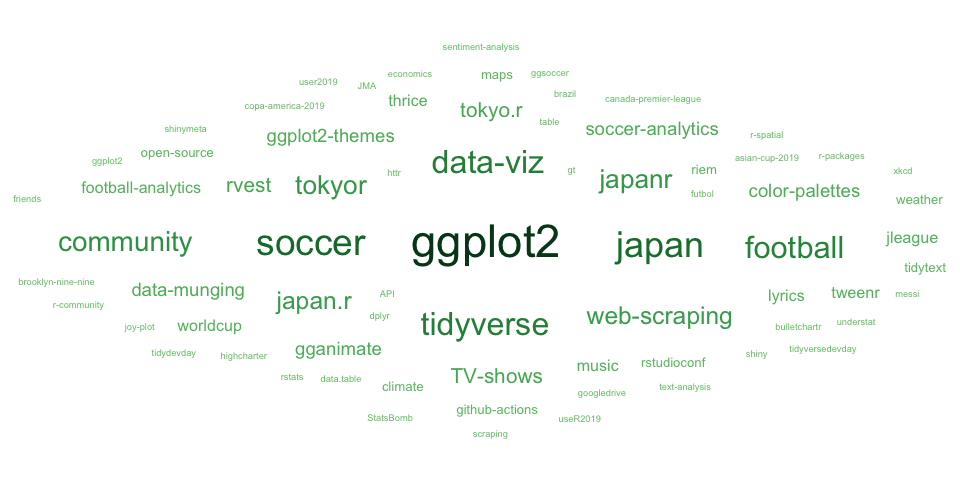 sentiment-analysis
user2019
JMA
economics
maps
ggsoccer
copa-america-2019
thrice
tokyo.r
brazil
canada-premier-league
shinymeta
ggplot2-themes
table
soccer-analytics
r-spatial
ggplot2
open-source
data-viz
asian-cup-2019
r-packages
friends
football-analytics
rvest
tokyor
httr
gt
japanr
riem
futbol
color-palettes
xkcd
weather
community
soccer
ggplot2
japan
football
jleague
tidytext
brooklyn-nine-nine
r-community
data-munging
japan.r
API
dplyr
tidyverse
web-scraping
lyrics
tweenr
messi
joy-plot
worldcup
bulletchartr
understat
tidydevday
highcharter
gganimate
music
rstudioconf
shiny
tidyversedevday
rstats
data.table
climate
TV-shows
googledrive
text-analysis
StatsBomb
github-actions
useR2019
scraping